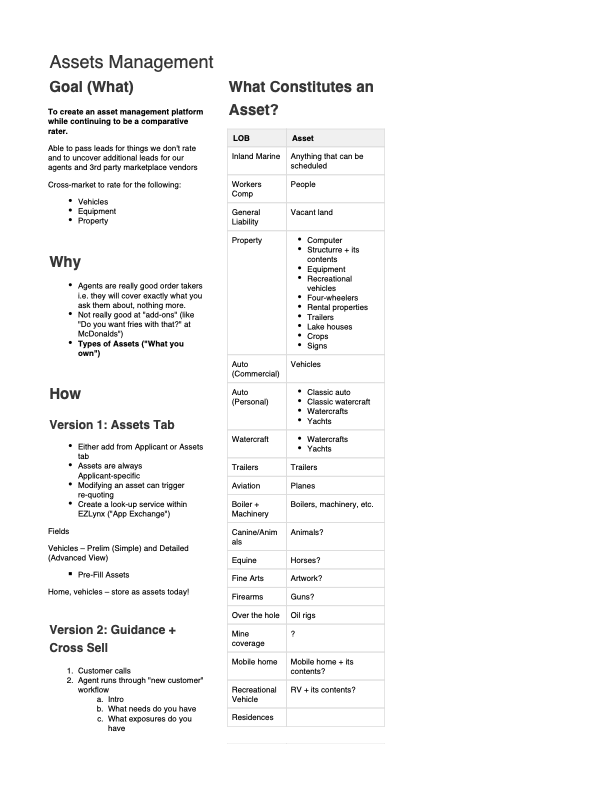 Assets Management
Goal (What)
To create an asset management platform
while continuing to be a comparative
rater.
Able to pass leads for things we don't rate
and to uncover additional leads for our
agents and 3rd party marketplace vendors
Cross-market to rate for the following:
• Vehicles
• Equipment
• Property
Why
• Agents are really good order takers
i.e. they will cover exactly what you
ask them about, nothing more.
• Not really good at "add-ons" (like
"Do you want fries with that?" at
McDonalds")
• Types of Assets ("What you
own")
How
Version 1: Assets Tab
• Either add from Applicant or Assets
tab
• Assets are always
Applicant-specific
• Modifying an asset can trigger
re-quoting
• Create a look-up service within
EZLynx ("App Exchange")
Fields
Vehicles – Prelim (Simple) and Detailed
(Advanced View)
▪ Pre-Fill Assets
Home, vehicles – store as assets today!
Version 2: Guidance +
Cross Sell
1. Customer calls
2. Agent runs through "new customer"
workflow
a. Intro
b. What needs do you have
c. What exposures do you
have
What Constitutes an
Asset?
LOB Asset
Inland Marine Anything that can be
scheduled
Workers People
Comp
General Vacant land
Liability
Property • Computer
• Structurre + its
contents
• Equipment
• Recreational
vehicles
• Four-wheelers
• Rental properties
• Trailers
• Lake houses
• Crops
• Signs
Auto Vehicles
(Commercial)
Auto • Classic auto
(Personal) • Classic watercraft
• Watercrafts
• Yachts
Watercraft • Watercrafts
• Yachts
Trailers Trailers
Aviation Planes
Boiler + Boilers, machinery, etc.
Machinery
Canine/Anim Animals?
als
Equine Horses?
Fine Arts Artwork?
Firearms Guns?
Over the hole Oil rigs
Mine ?
coverage
Mobile home Mobile home + its
contents?
Recreational RV + its contents?
Vehicle
Residences